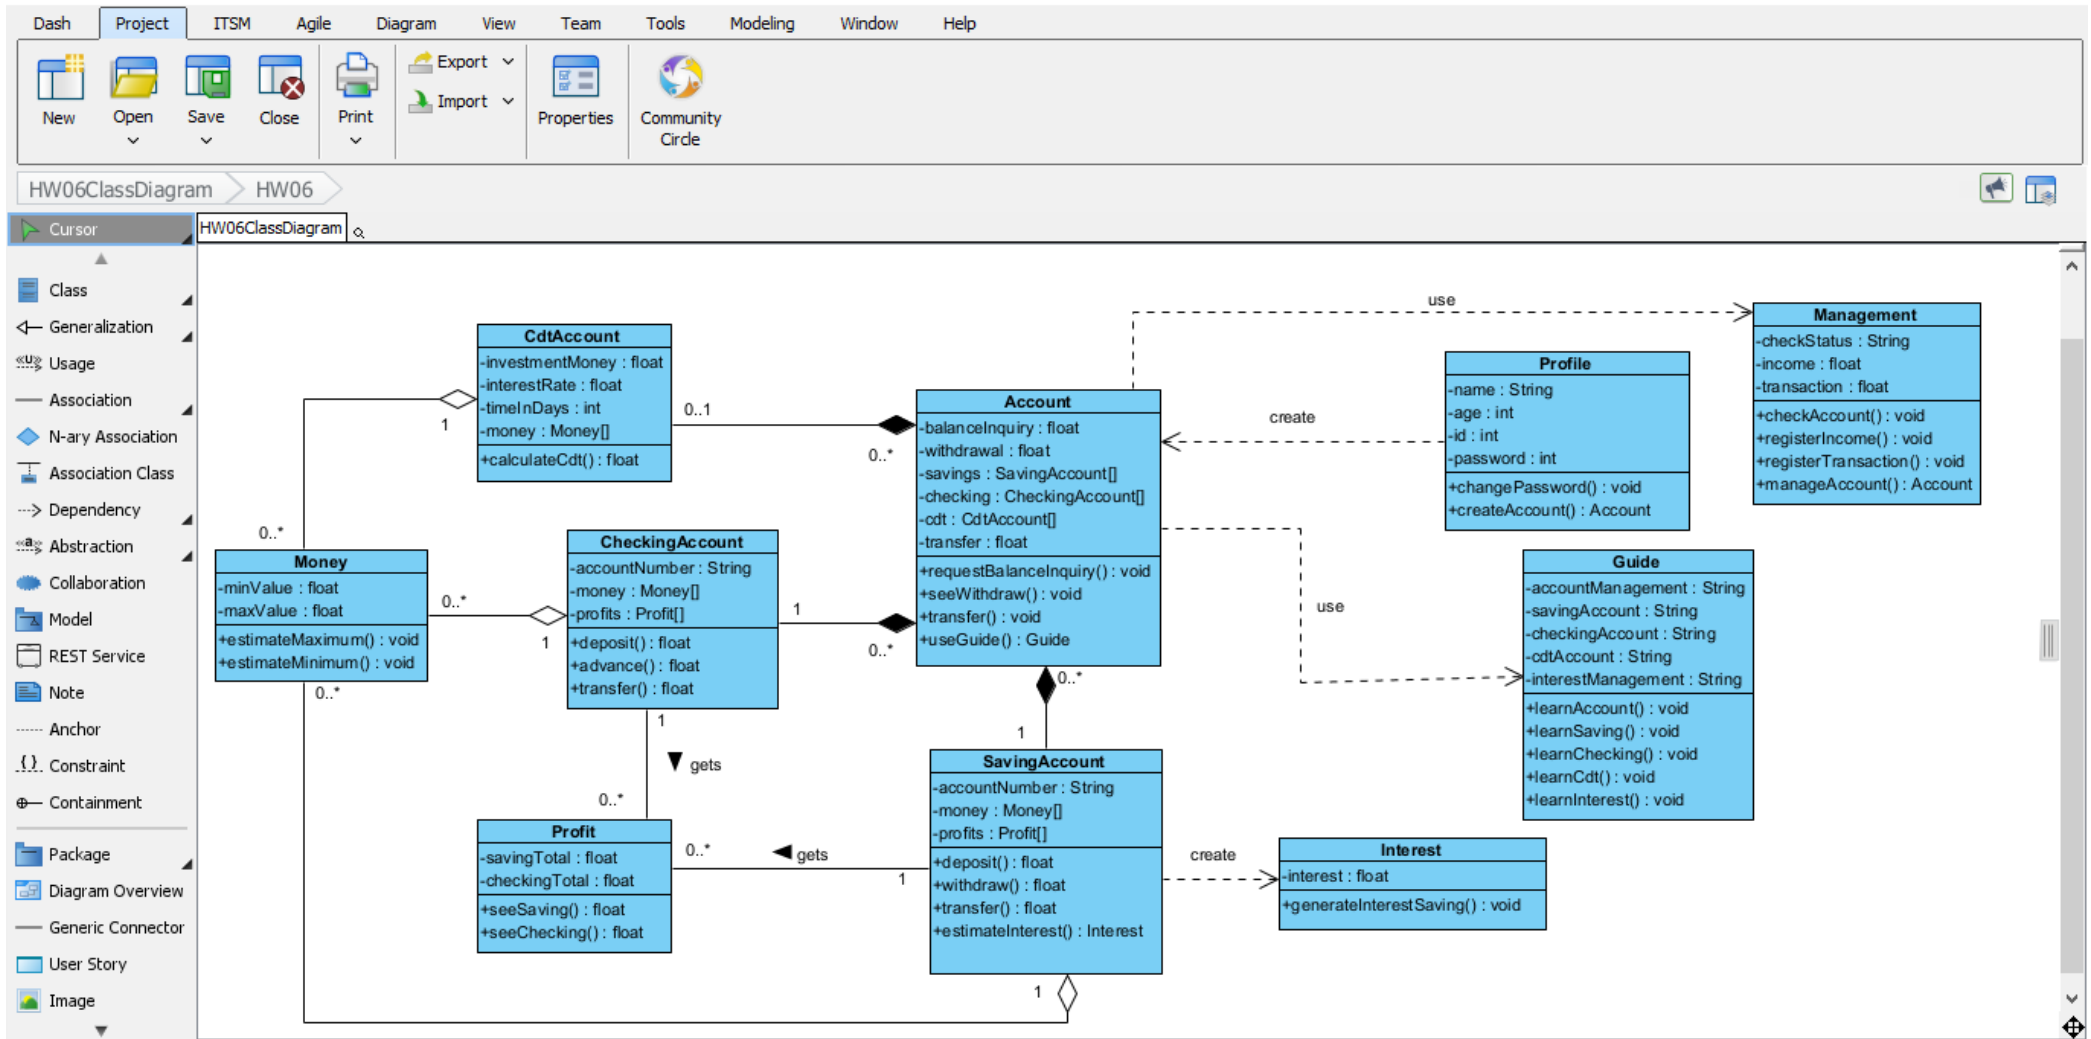 Dash Project ITSM Agile Diagram View Team Tools Modeling Window Help
New Open Save Close Print Export Import Properties Community Circle
HW06ClassDiagram HW06
Cursor
HW06ClassDiagram
Class
Generalization
Usage
Association
N-ary Association
Association Class
Dependency
Abstraction
Collaboration
Model
REST Service
Note
Anchor
Constraint
Containment
Package
Diagram Overview
Generic Connector
User Story
Image
CdtAccount
-investmentMoney : float
-interestRate : float
-timeInDays : int
-money : Money[]
+calculateCdt() : float
1
0..1
0..*
0..*
Money
-minValue : float
-maxValue : float
+estimateMaximum() : void
+estimateMinimum() : void
0..*
0..*
1
CheckingAccount
-accountNumber : String
-money : Money[]
-profits : Profit[]
+deposit() : float
+advance() : float
+transfer() : float
1
0..*
1
gets
0..*
Account
-balanceInquiry : float
-withdrawal : float
-savings : SavingAccount[]
-checking : CheckingAccount[]
-cdt : CdtAccount[]
-transfer : float
+requestBalanceInquiry() : void
+seeWithdraw() : void
+transfer() : void
+useGuide() : Guide
0..*
1
use
create
use
Profile
-name : String
-age : int
-id : int
-password : int
+changePassword() : void
+createAccount() : Account
Management
-checkStatus : String
-income : float
-transaction : float
+checkAccount() : void
+registerIncome() : void
+registerTransaction() : void
+manageAccount() : Account
Guide
-accountManagement : String
-savingAccount : String
-checkingAccount : String
-cdtAccount : String
-interestManagement : String
+learnAccount() : void
+learnSaving() : void
+learnChecking() : void
+learnCdt() : void
+learnInterest() : void
Profit
-savingTotal : float
-checkingTotal : float
+seeSaving() : float
+seeChecking() : float
0..*
gets
1
SavingAccount
-accountNumber : String
-money : Money[]
-profits : Profit[]
+deposit() : float
+withdraw() : float
+transfer() : float
+estimateInterest() : Interest
1
create
Interest
-interest : float
+generateInterestSaving() : void